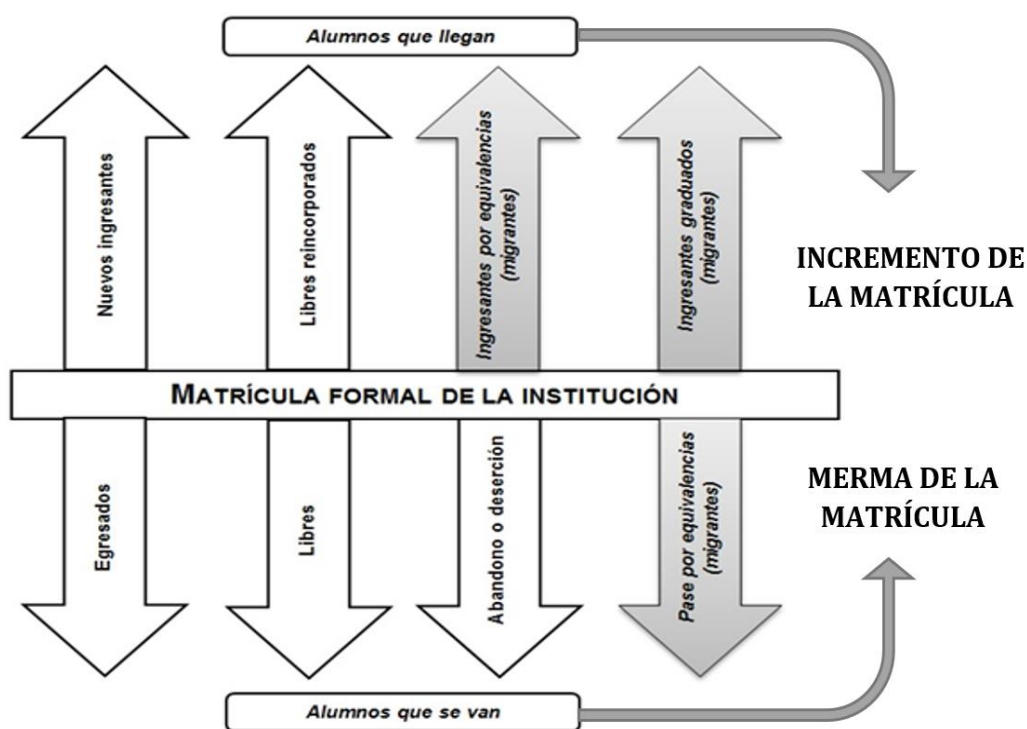 Alumnos que llegan
Nuevos ingresantes
Libres reincorporados
Ingresantes por equivalencias
(migrantes)
Ingresantes graduados
(migrantes)
INCREMENTO DE
LA MATRÍCULA
MATRÍCULA FORMAL DE LA INSTITUCIÓN
Egresados
Libres
Abandono o deserción
Pase por equivalencias
(migrantes)
MERMA DE LA
MATRÍCULA
Alumnos que se van